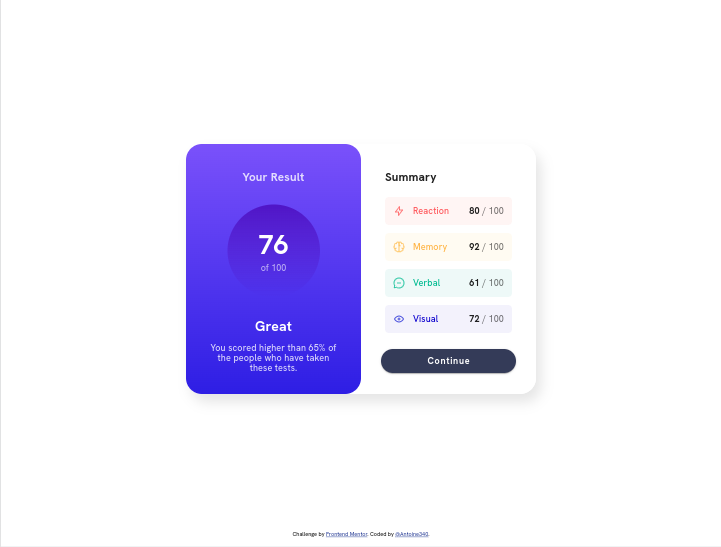 Your Result
76
of 100
Great
You scored higher than 65% of
the people who have taken
these tests.
Summary
Reaction 80 / 100
Memory 92 / 100
Verbal 61 / 100
Visual 72 / 100
Continue
Challenge by Frontend Mentor. Coded by @Antoine340.